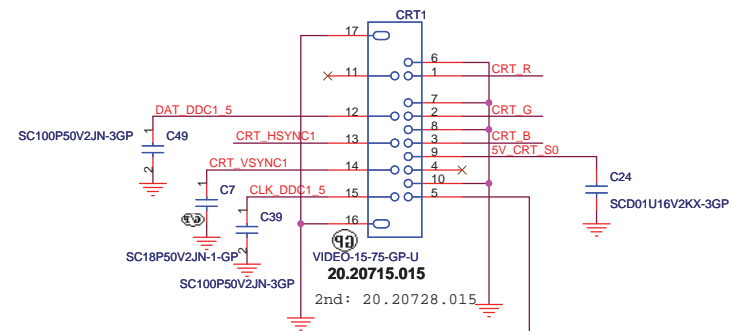 CRT1
17
6
11
1
CRT_R
7
DAT_DDC1_5
12
2
CRT_G
SC100P50V2JN-3GP
1
C49
2
8
CRT_HSYNC1
13
3
CRT_B
9
5V_CRT_S0
CRT_VSYNC1
14
4
1
C7
CLK_DDC1_5
10
C24
15
5
1
C39
SCD01U16V2KX-3GP
16
GP
SC18P50V2JN-1-GP
2
VIDEO-15-75-GP-U
20.20715.015
SC100P50V2JN-3GP
2nd: 20.20728.015